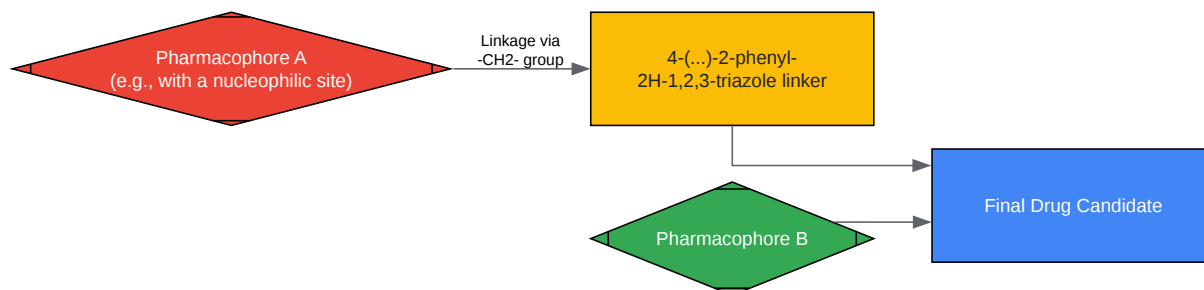 Pharmacophore A
(e.g., with a nucleophilic site)
Linkage via
-CH2- group
4-(...)-2-phenyl-
2H-1,2,3-triazole linker
Pharmacophore B
Final Drug Candidate